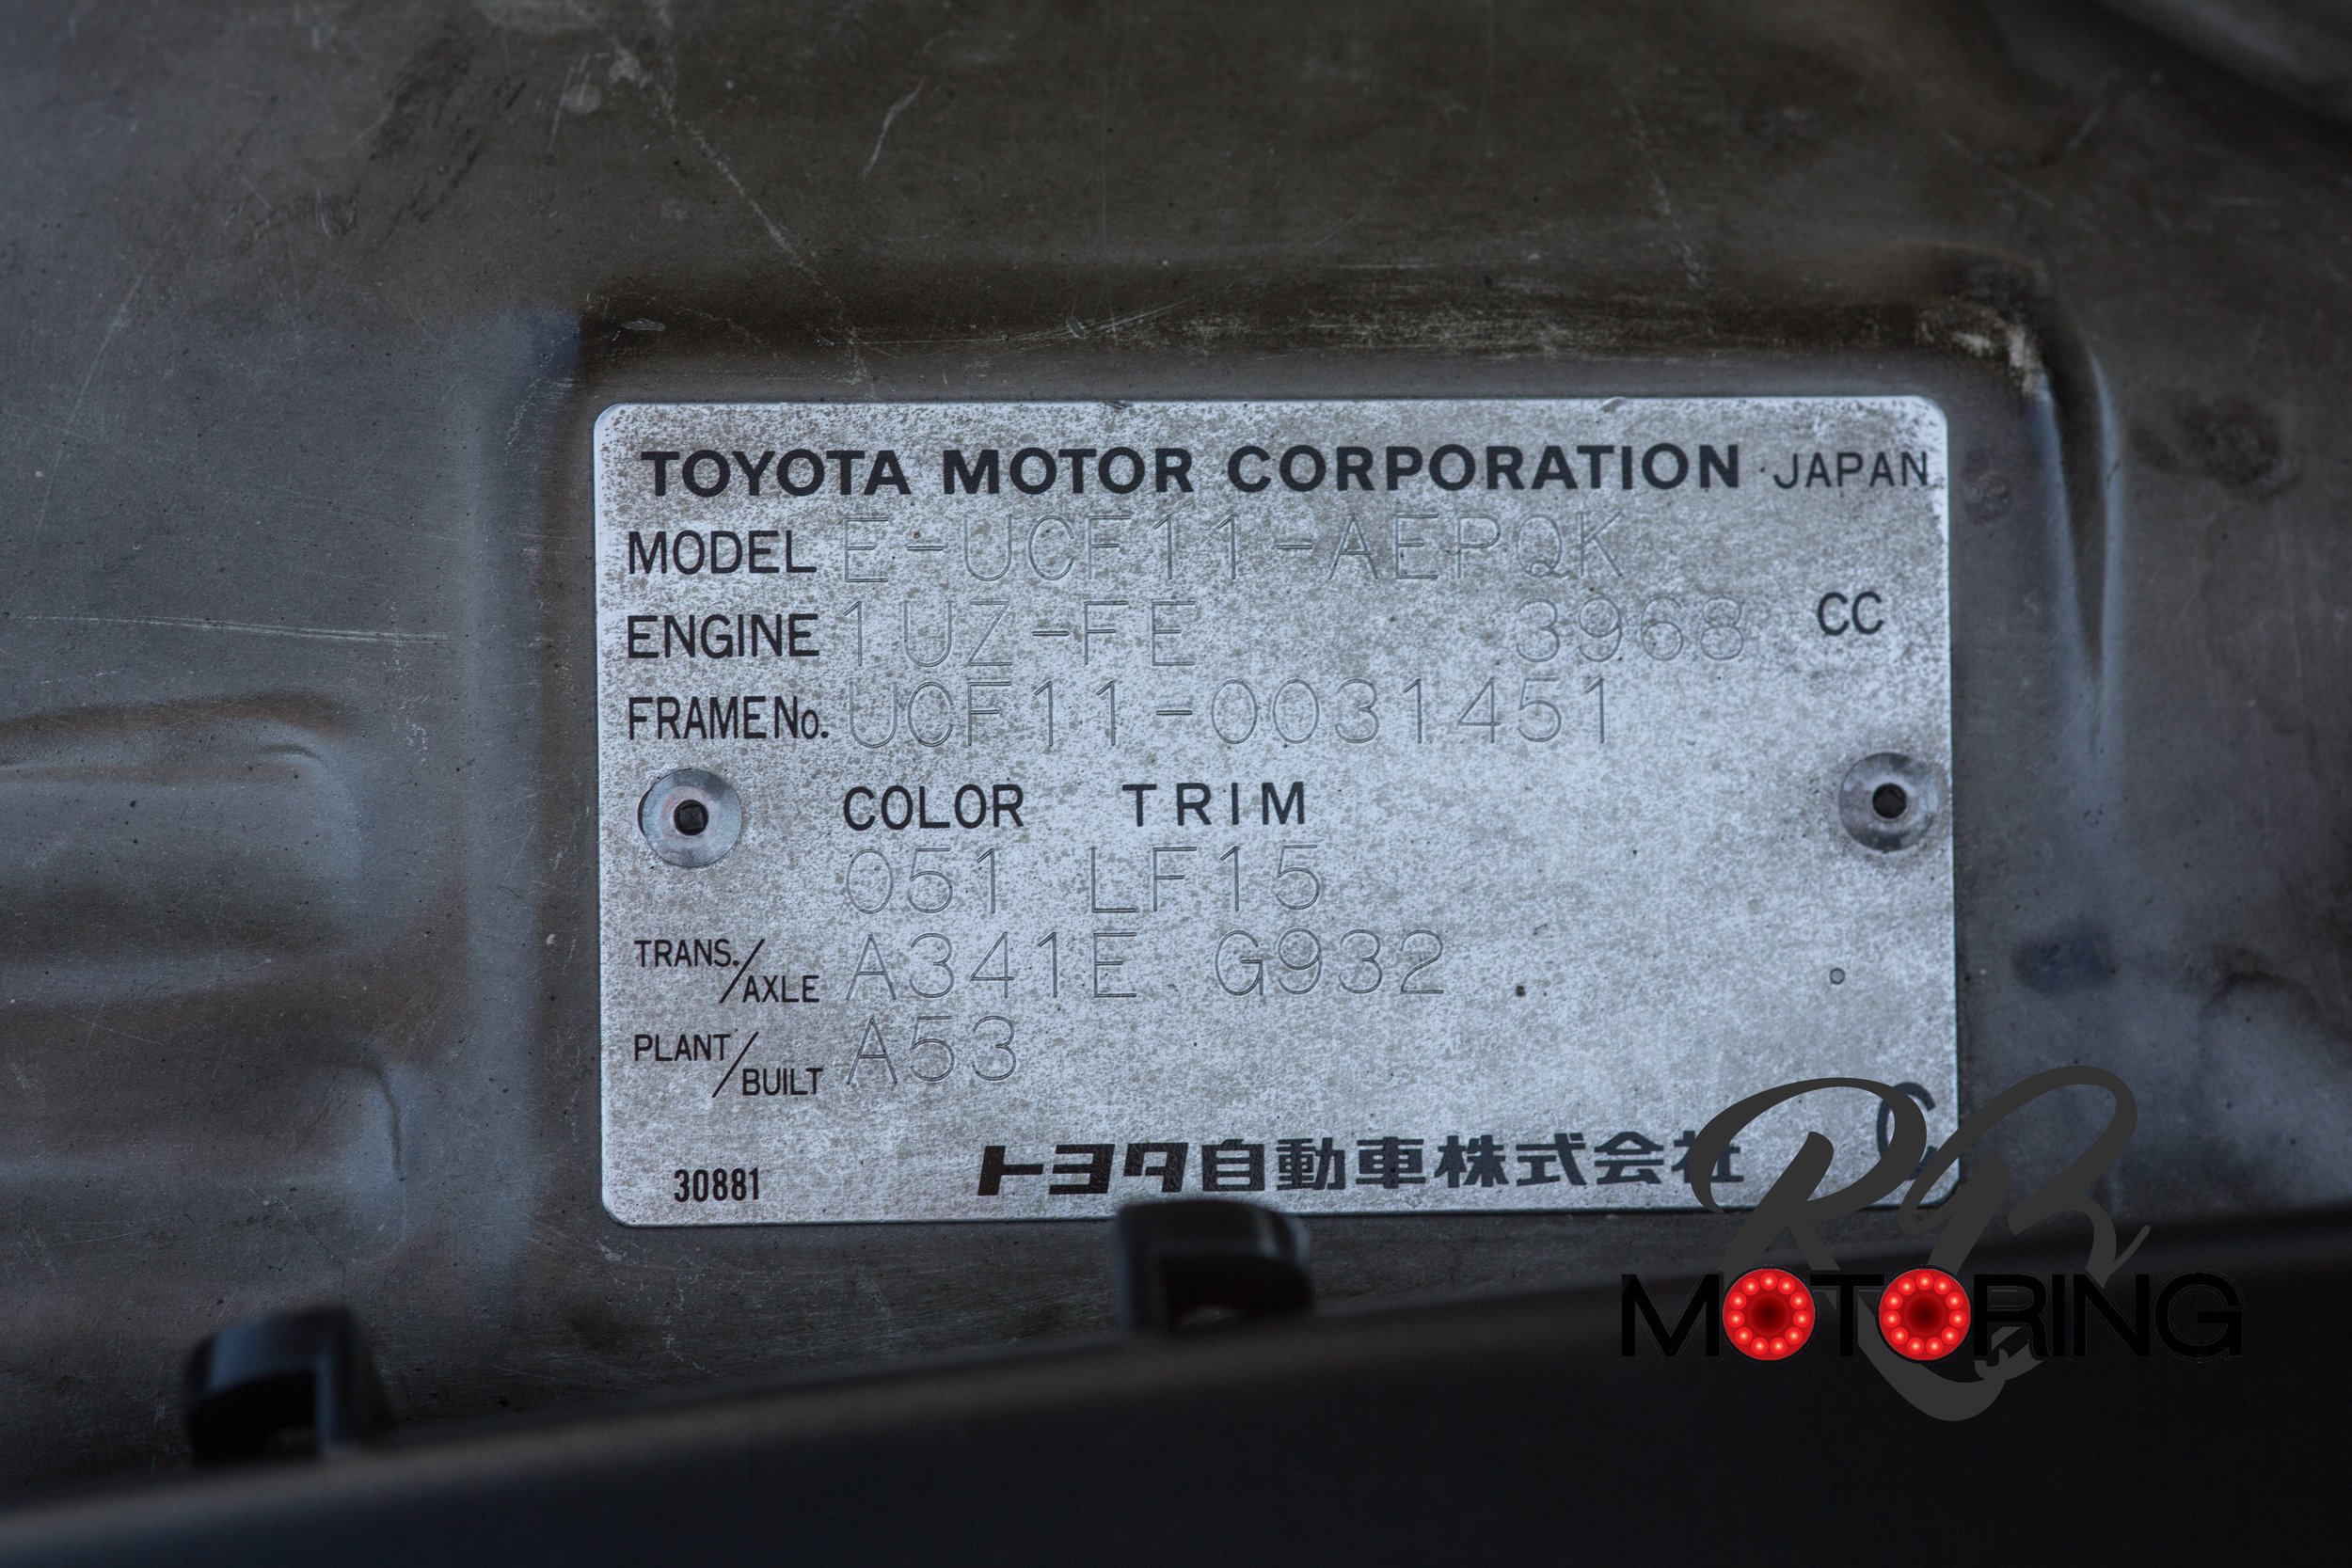 TOYOTA MOTOR CORPORATION JAPAN
MODEL E-UCF11-AEPQK
ENGINE 1UZ-FE 3968 CC
FRAME No. UCF11-0031451
COLOR TRIM
051 LF15
TRANS./AXLE A341E G932
PLANT/BUILT A53
C
30881 トヨタ自動車株式会社
MOTORING